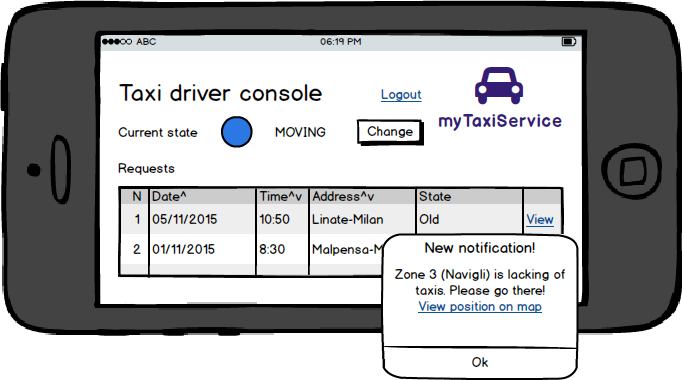 ABC 06:19 PM
Taxi driver console Logout
myTaxiService
Current state MOVING Change
Requests
N Date^ Time^v Address^v State
1 05/11/2015 10:50 Linate-Milan Old View
2 01/11/2015 8:30 Malpensa-M
New notification!
Zone 3 (Navigli) is lacking of
taxis. Please go there!
View position on map
Ok